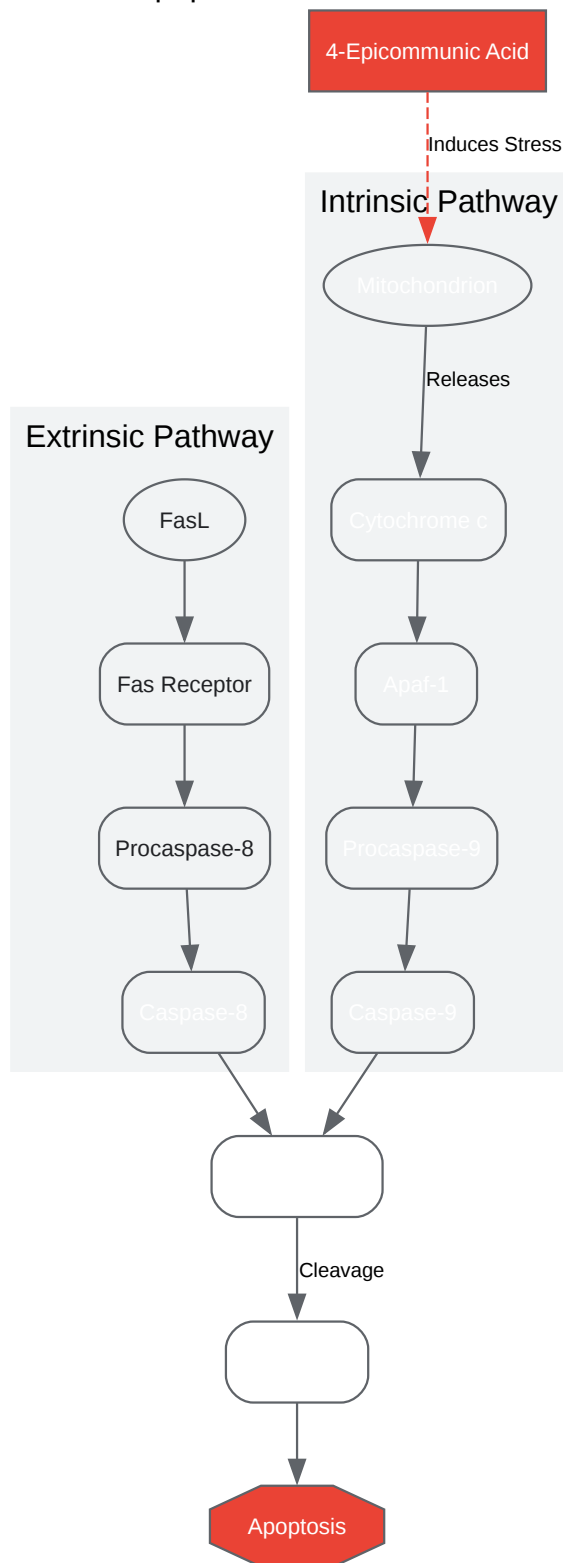 4-Epicommunic Acid
Induces Stress
Intrinsic Pathway
Mitochondrion
Releases
Extrinsic Pathway
FasL
Cytochrome c
Fas Receptor
Apaf-1
Procaspase-8
Procaspase-9
Caspase-8
Caspase-9
Cleavage
Apoptosis